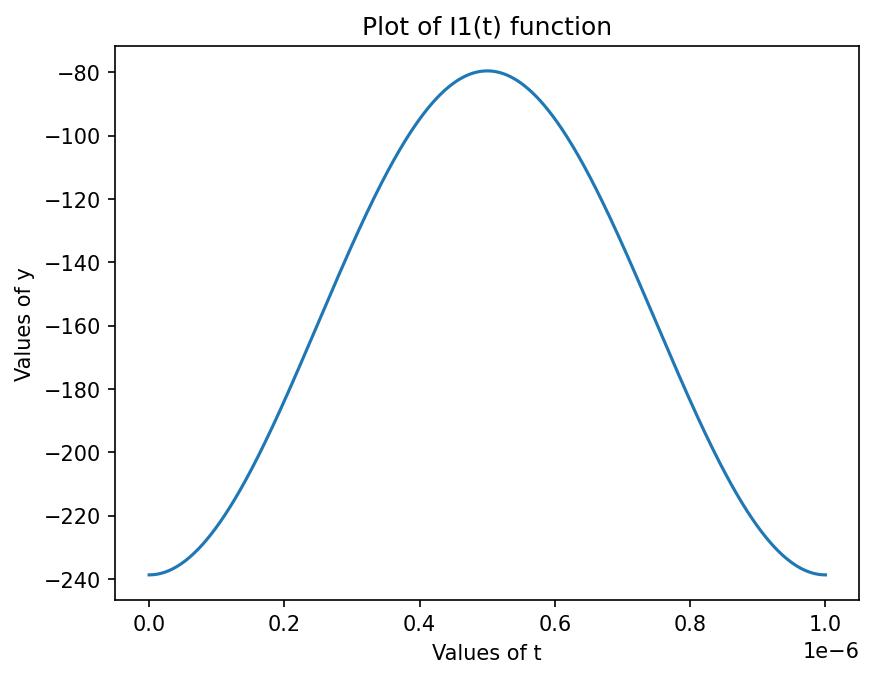 Plot of I1(t) function
Values of y
−80
−100
−120
−140
−160
−180
−200
−220
−240
0.0 0.2 0.4 0.6 0.8 1.0
1e−6
Values of t